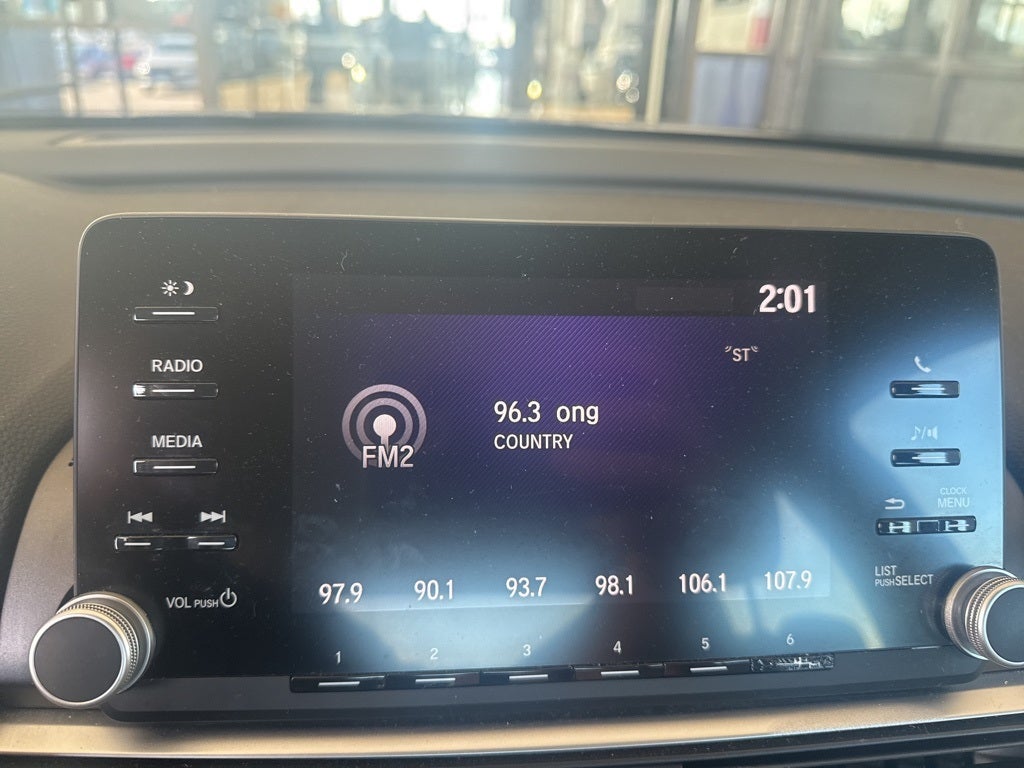 2:01
RADIO
"ST"
96.3 ong
COUNTRY
FM2
MEDIA
CLOCK
MENU
LIST
PUSH SELECT
VOL PUSH
97.9 90.1 93.7 98.1 106.1 107.9
1 2 3 4 5 6